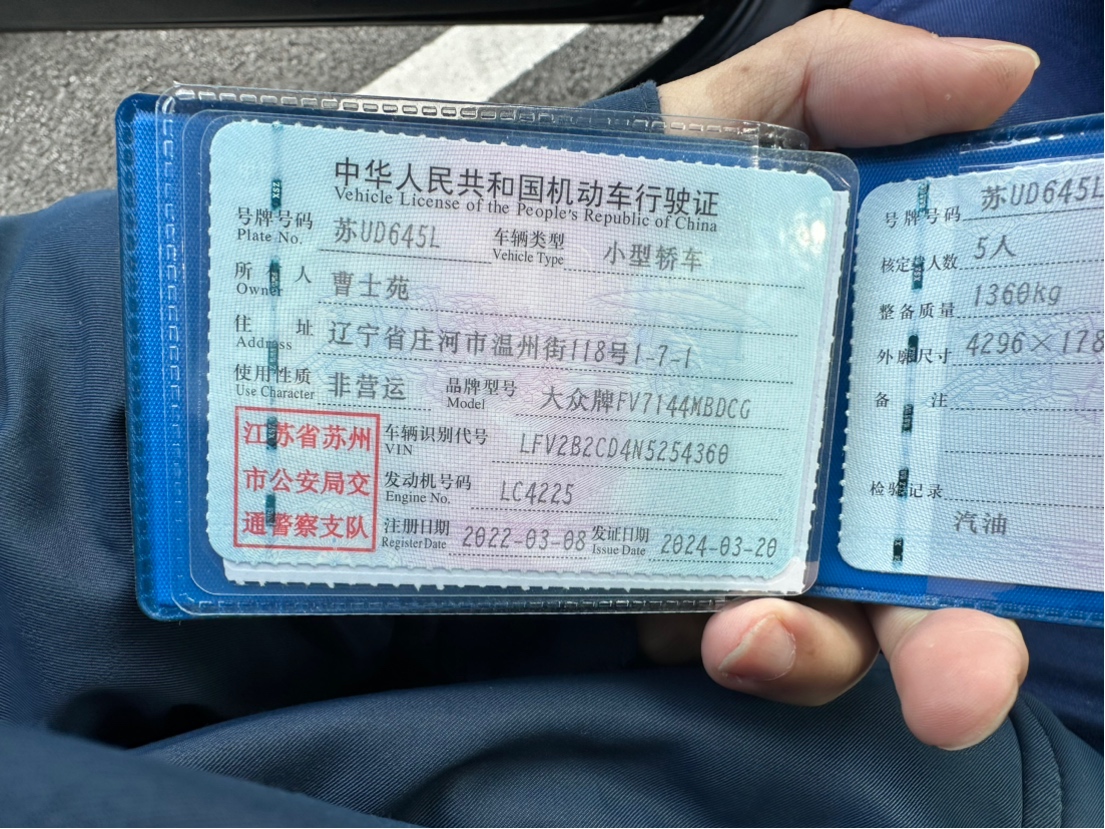 中华人民共和国机动车行驶证
Vehicle License of the People's Republic of China
号牌号码 苏UD645L 车辆类型 小型轿车
Plate No. Vehicle Type
所有人 曹士苑
Owner
住址 辽宁省庄河市温州街118号1-7-1
Address
使用性质 非营运 品牌型号 大众牌FV7144MBDCG
Use Character Model
江苏省苏州
市公安局交
通警察支队
车辆识别代号 LFV2B2CD4N5254360
VIN
发动机号码 LC4225
Engine No.
注册日期 2022-03-08 发证日期 2024-03-20
Register Date Issue Date
号牌号码 苏UD645L
核定载人数 5人
整备质量 1360kg
外廓尺寸 4296×178
备注
检验记录
汽油